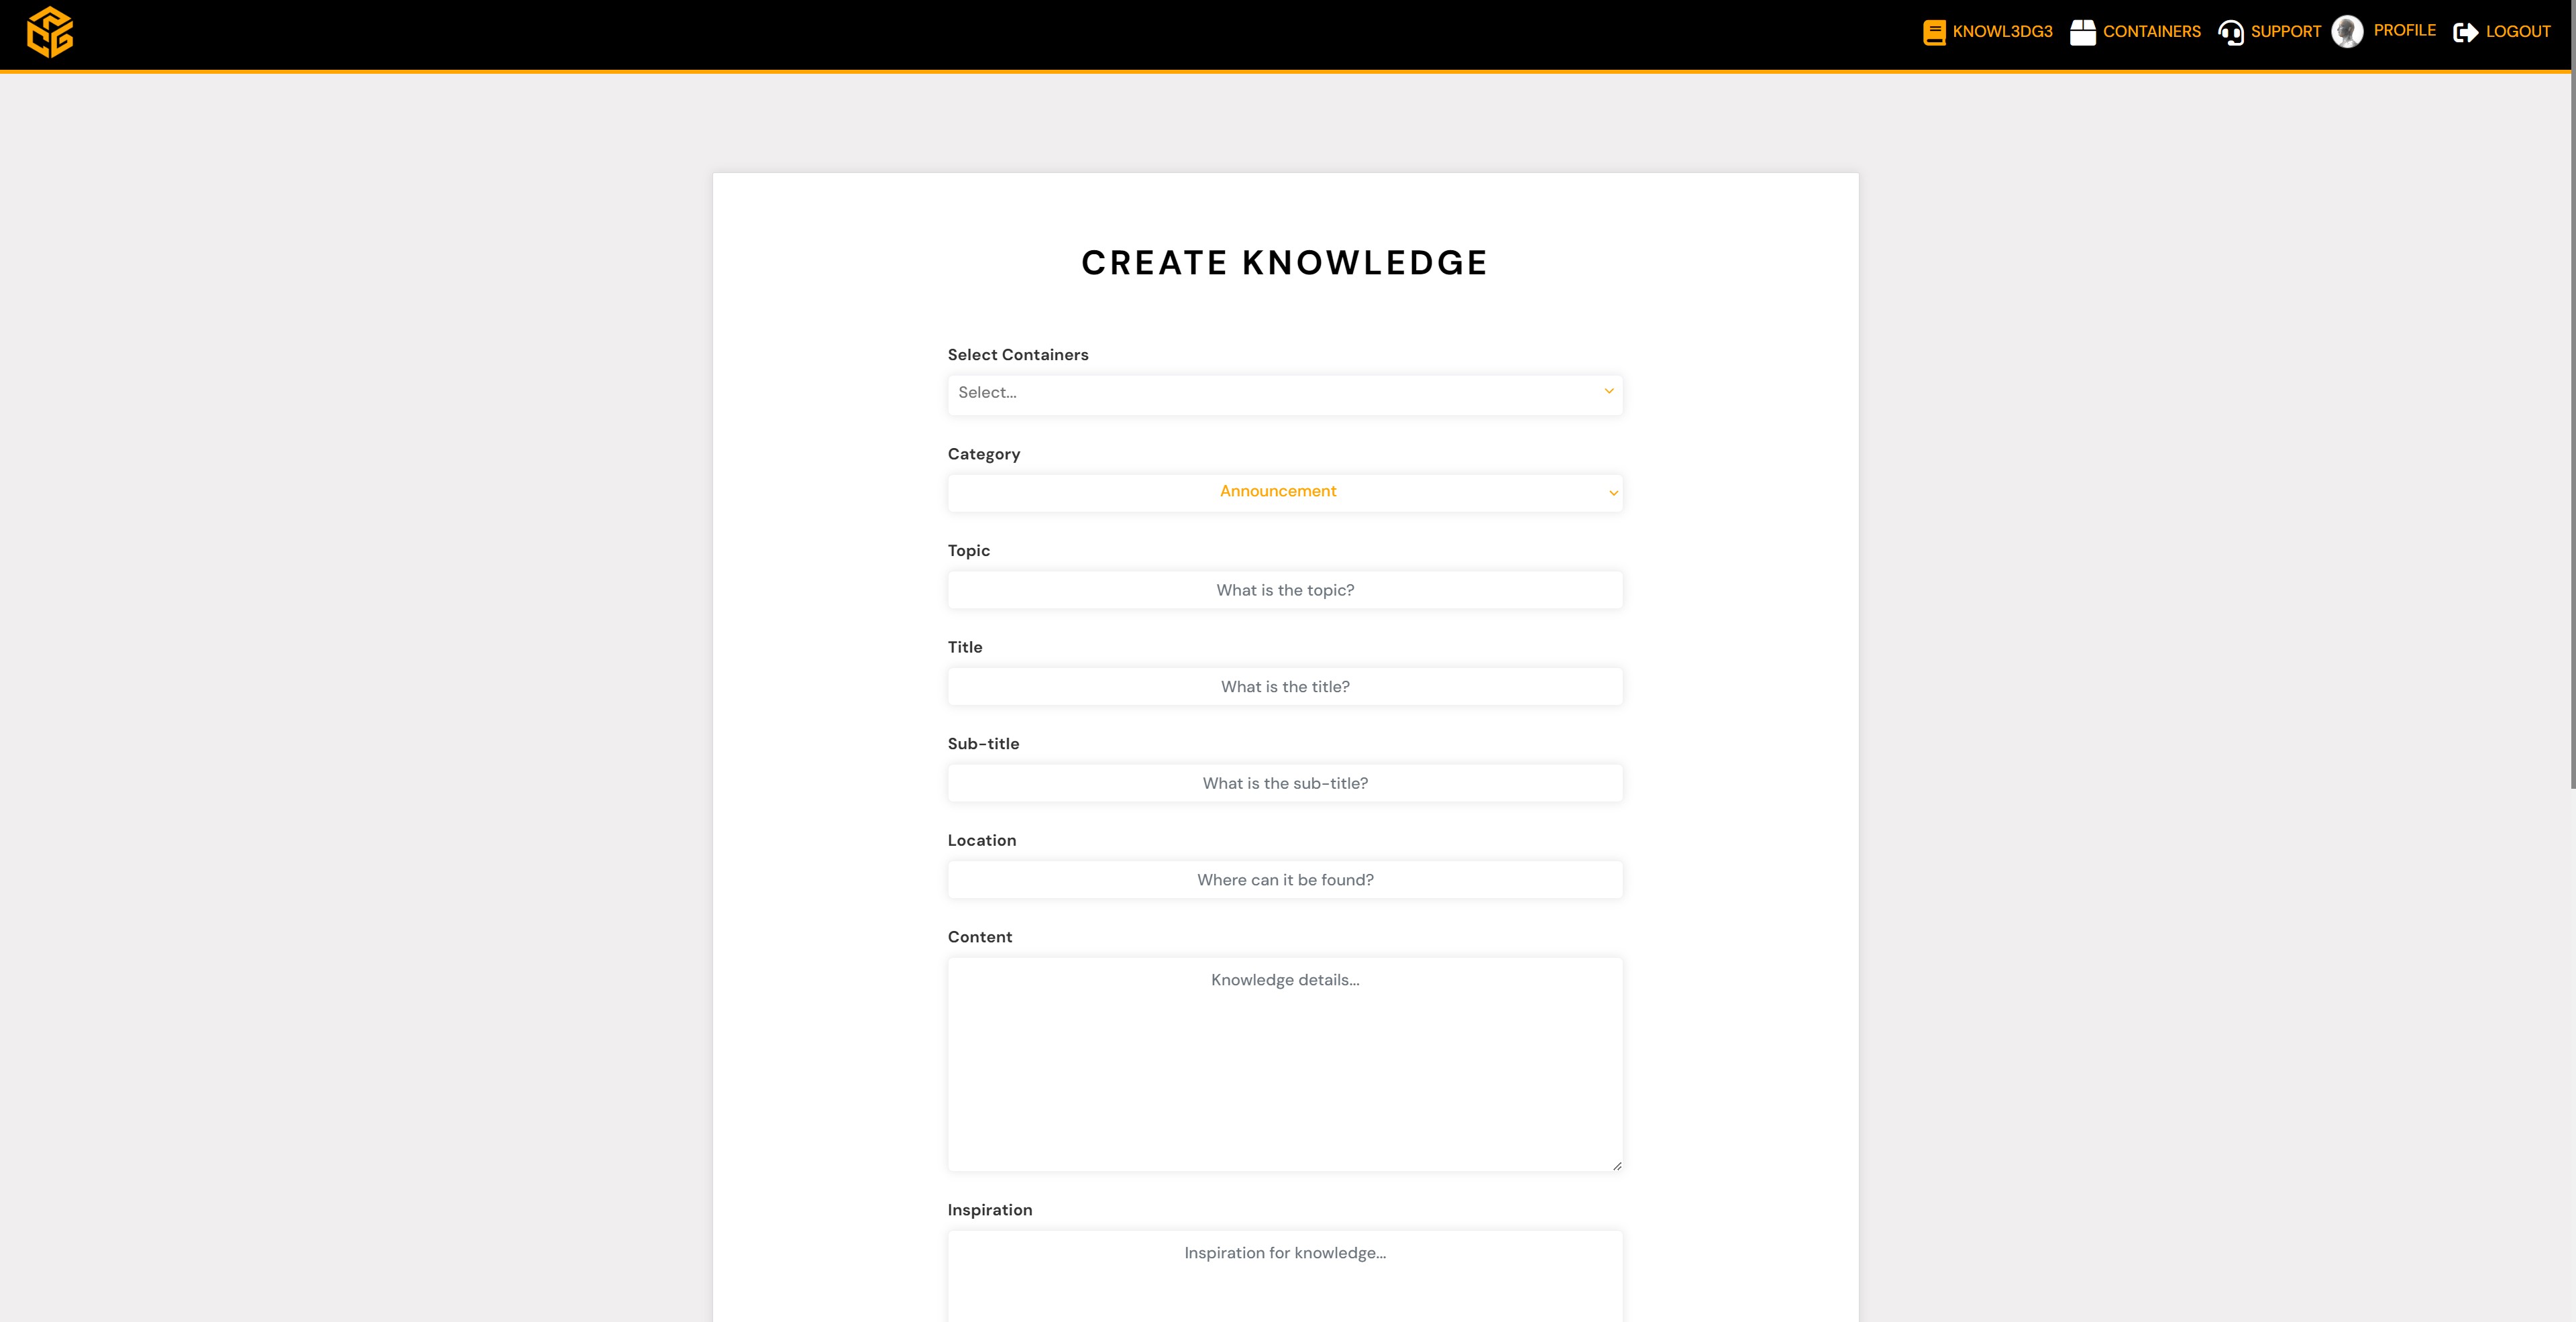 KNOWL3DG3 CONTAINERS SUPPORT PROFILE LOGOUT
CREATE KNOWLEDGE
Select Containers
Select...
Category
Announcement
Topic
What is the topic?
Title
What is the title?
Sub-title
What is the sub-title?
Location
Where can it be found?
Content
Knowledge details...
Inspiration
Inspiration for knowledge...